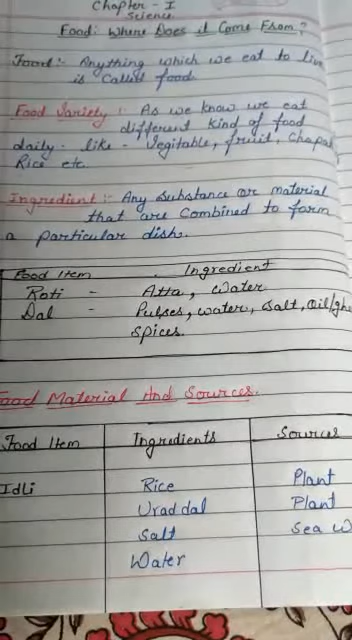 Chapter - I
Science
Food: Where Does it Come From?
Food:- Anything which we eat to live
is Called food.
Food Variety: As we know we eat
different kind of food
daily - like - Vegitable, fruit, Chapati
Rice etc.
Ingredient:- Any Substance or material
that are Combined to form
a particular dish.
Food Item Ingredient
Roti - Atta, Water
Dal - Pulses, water, Salt, Oil/ghe
spices.
Food Material And Sources.
Food Item Ingredients Sources
Idli Rice Plant
Urad dal Plant
Salt Sea W
Water